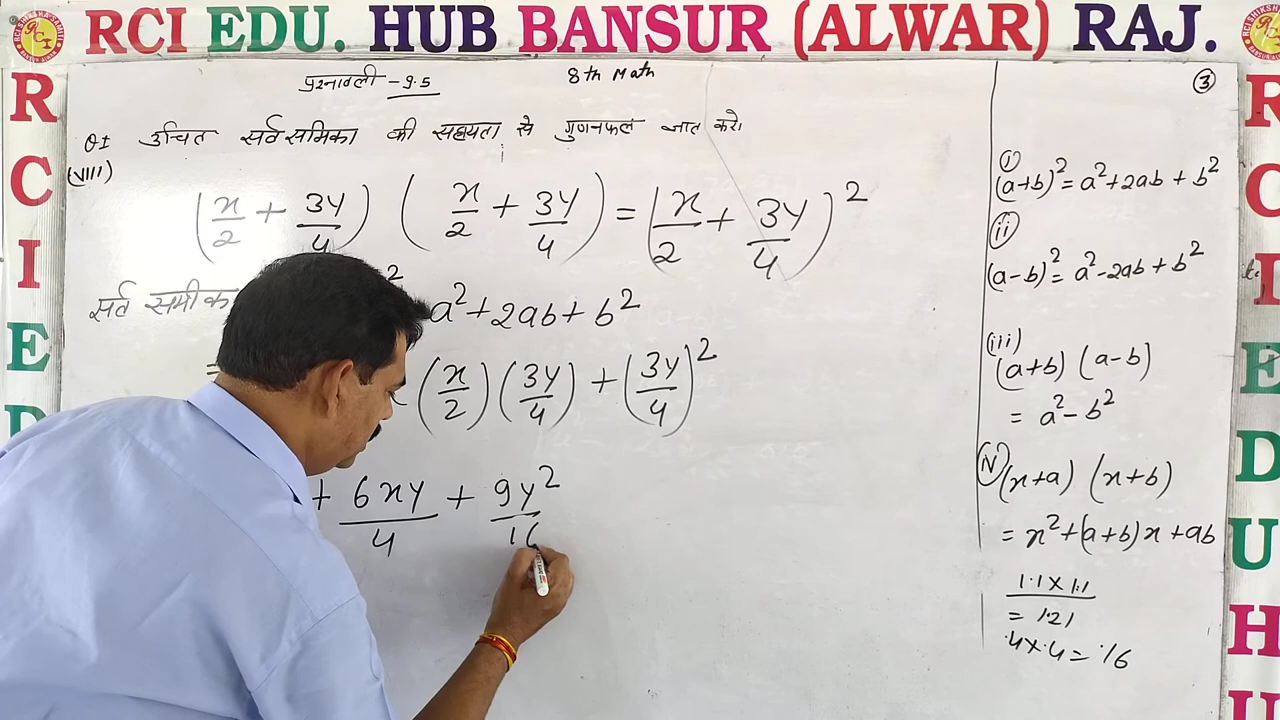 RCI EDU. HUB BANSUR (ALWAR) RAJ.
R
C
I
E
D
प्रश्नावली - 9.5
8th Math
Q1 उचित सर्वसमिका की सहायता से गुणनफल ज्ञात करो।
(VIII)
(x/2 + 3y/4) (x/2 + 3y/4) = (x/2 + 3y/4)²
सर्व समीक
² a²+2ab+b²
= (x/2)(3y/4) + (3y/4)²
+ 6xy/4 + 9y²/16
3
(i)
(a+b)² = a²+2ab+b²
(ii)
(a-b)² = a²-2ab+b²
(iii)
(a+b) (a-b)
= a²-b²
(iv) (x+a) (x+b)
= x²+(a+b)x+ab
1.1×1.1
= 1.21
.4×.4=.16
R
C
I
E
D
U
H
U